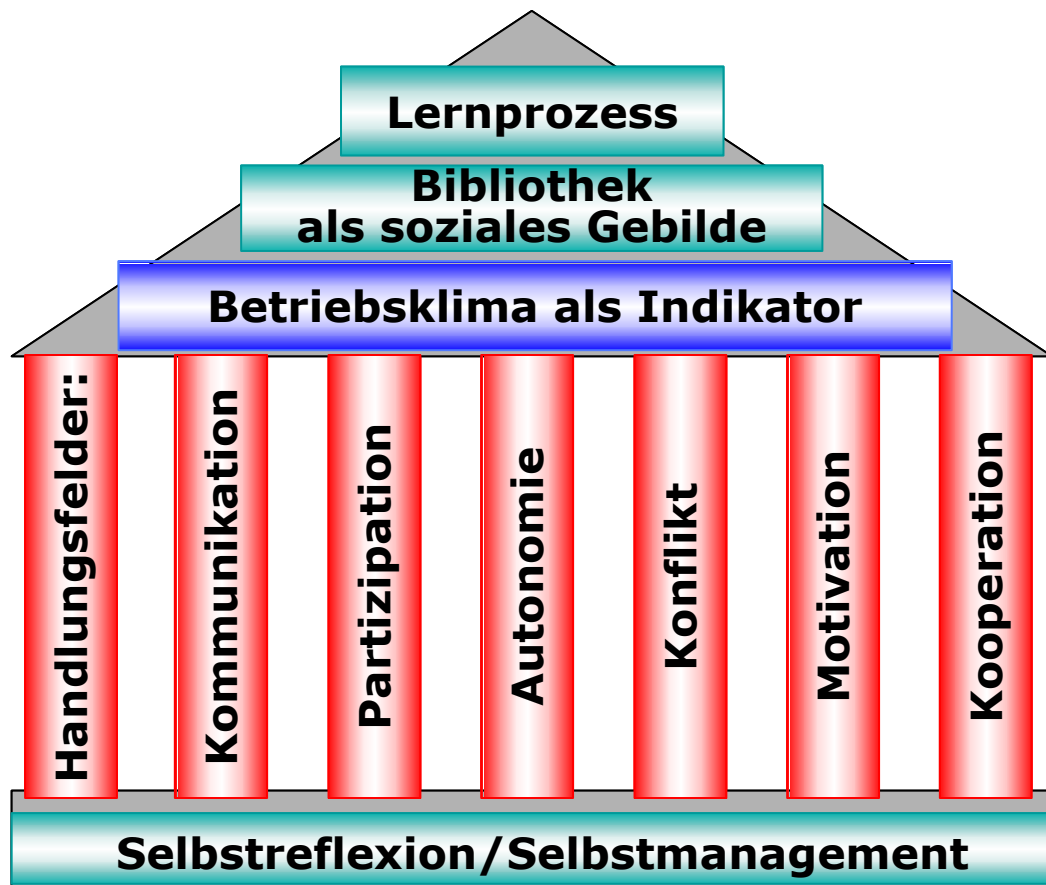 Lernprozess
Bibliothek
als soziales Gebilde
Betriebsklima als Indikator
Handlungsfelder:
Kommunikation
Partizipation
Autonomie
Konflikt
Motivation
Kooperation
Selbstreflexion/Selbstmanagement